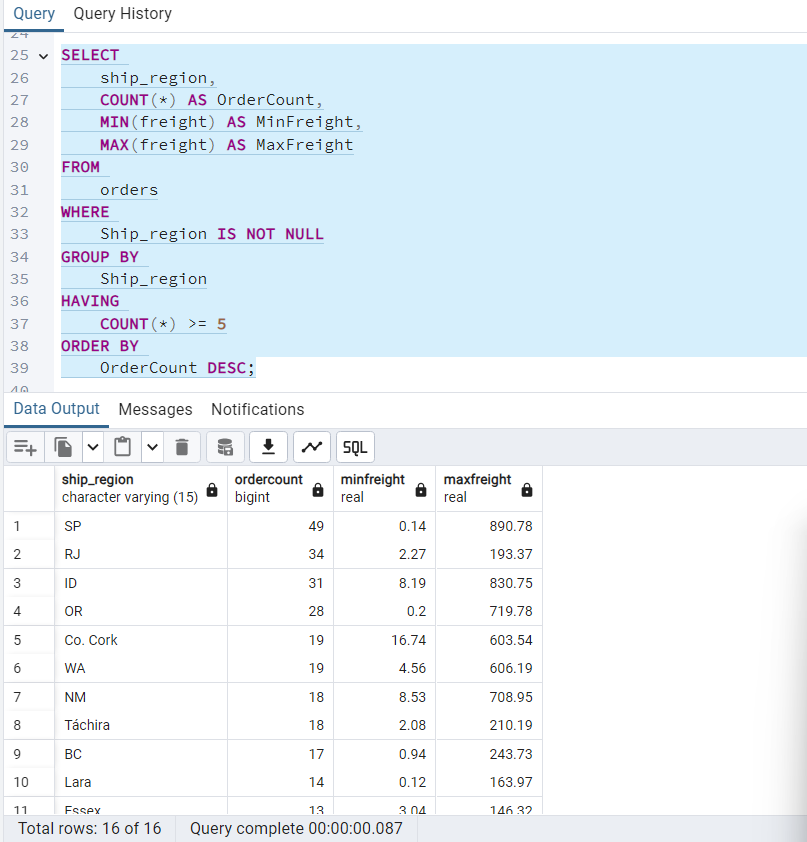 Query Query History
24
25 SELECT
26 ship_region,
27 COUNT(*) AS OrderCount,
28 MIN(freight) AS MinFreight,
29 MAX(freight) AS MaxFreight
30 FROM
31 orders
32 WHERE
33 Ship_region IS NOT NULL
34 GROUP BY
35 Ship_region
36 HAVING
37 COUNT(*) >= 5
38 ORDER BY
39 OrderCount DESC;
40
Data Output Messages Notifications
SQL
ship_region ordercount minfreight maxfreight
character varying (15) bigint real real
1 SP 49 0.14 890.78
2 RJ 34 2.27 193.37
3 ID 31 8.19 830.75
4 OR 28 0.2 719.78
5 Co. Cork 19 16.74 603.54
6 WA 19 4.56 606.19
7 NM 18 8.53 708.95
8 Táchira 18 2.08 210.19
9 BC 17 0.94 243.73
10 Lara 14 0.12 163.97
11 Essex 13 3.04 146.32
Total rows: 16 of 16 Query complete 00:00:00.087